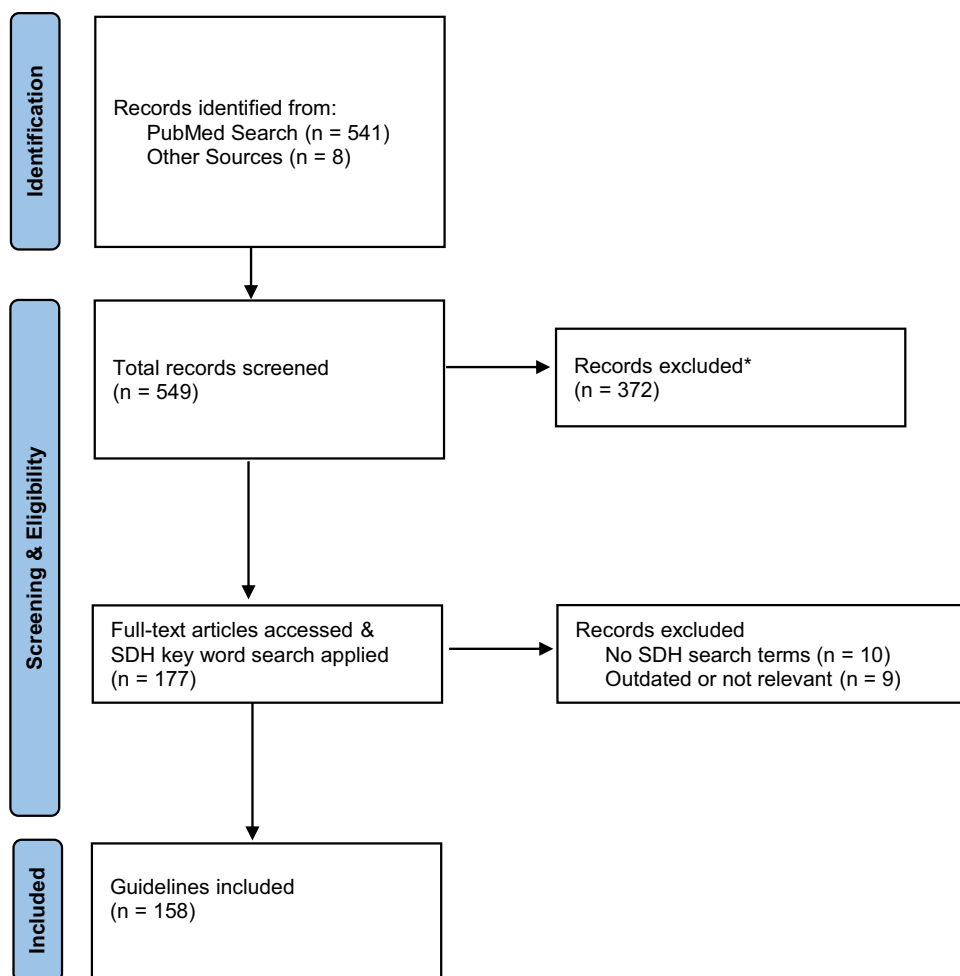 Identification
Records identified from:
PubMed Search (n = 541)
Other Sources (n = 8)
Screening & Eligibility
Total records screened
(n = 549)
Records excluded*
(n = 372)
Full-text articles accessed &
SDH key word search applied
(n = 177)
Records excluded
No SDH search terms (n = 10)
Outdated or not relevant (n = 9)
Included
Guidelines included
(n = 158)